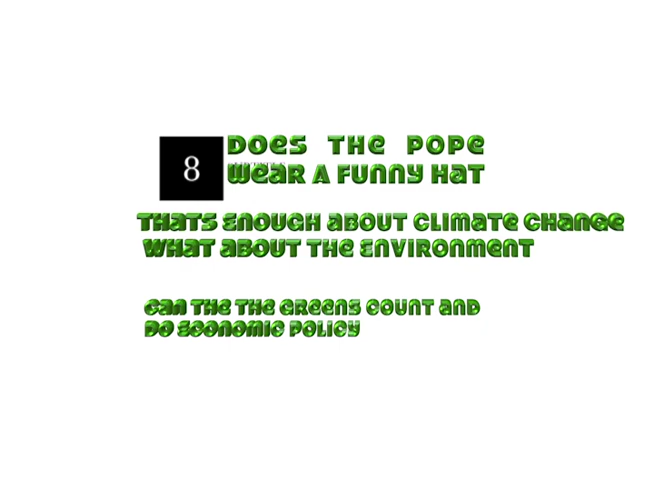 8
DOES THE POPE
WEAR A FUNNY HAT
THATS ENOUGH ABOUT CLIMATE CHANGE
WHAT ABOUT THE ENVIRONMENT
CAN THE THE GREENS COUNT AND
DO ECONOMIC POLICY